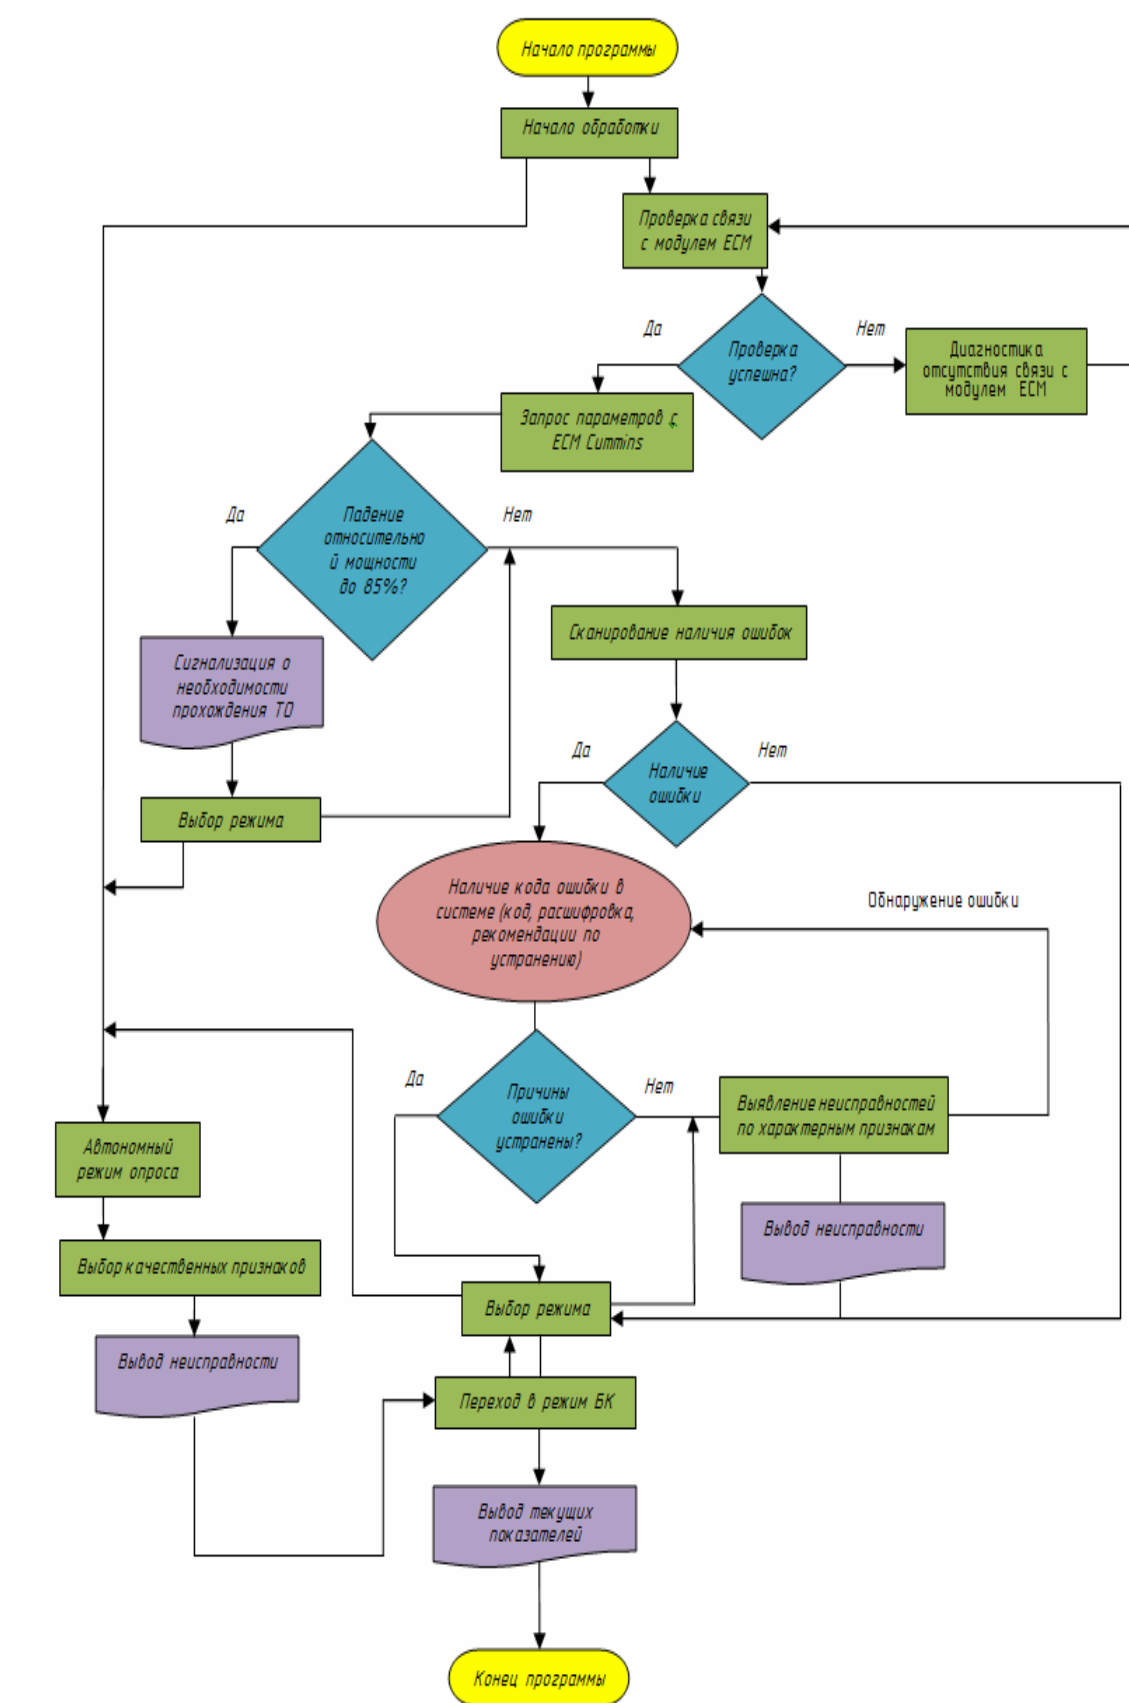 Начало программы
Начало обработки
Проверка связи
с модулем ECM
Да
Нет
Проверка
успешна?
Диагностика
отсутствия связи с
модулем ECM
Запрос параметров с
ECM Cummins
Да
Нет
Падение
относительно
й мощности
до 85%?
Сканирование наличия ошибок
Сигнализация о
необходимости
прохождения ТО
Да
Нет
Наличие
ошибки
Выбор режима
Наличие кода ошибки в
системе (код, расшифровка,
рекомендации по
устранению)
Обнаружение ошибки
Да
Нет
Причины
ошибки
устранены?
Выявление неисправностей
по характерным признакам
Автономный
режим опроса
Вывод неисправности
Выбор качественных признаков
Выбор режима
Вывод неисправности
Переход в режим БК
Вывод текущих
показателей
Конец программы